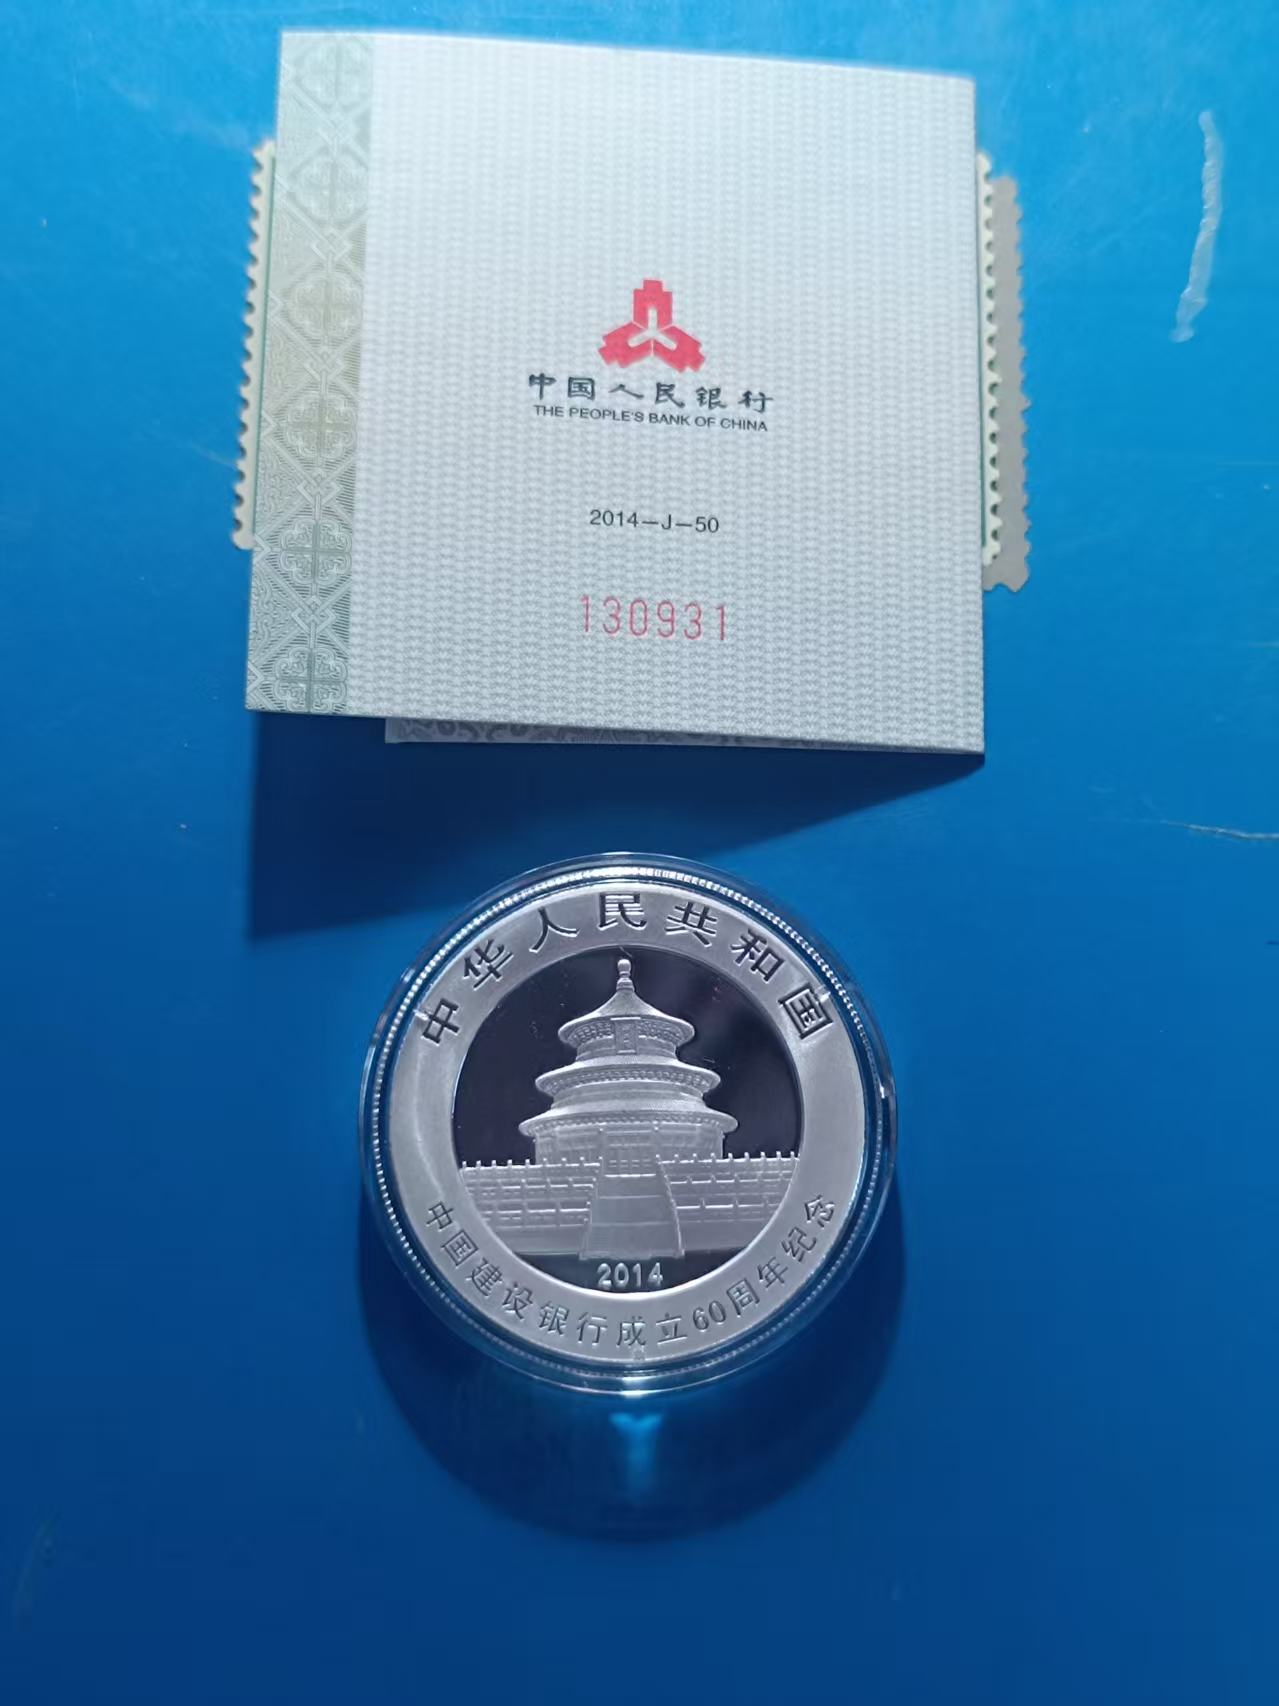 中国人民银行
THE PEOPLE'S BANK OF CHINA
2014-J-50
130931
中华人民共和国
2014
中国建设银行成立60周年纪念